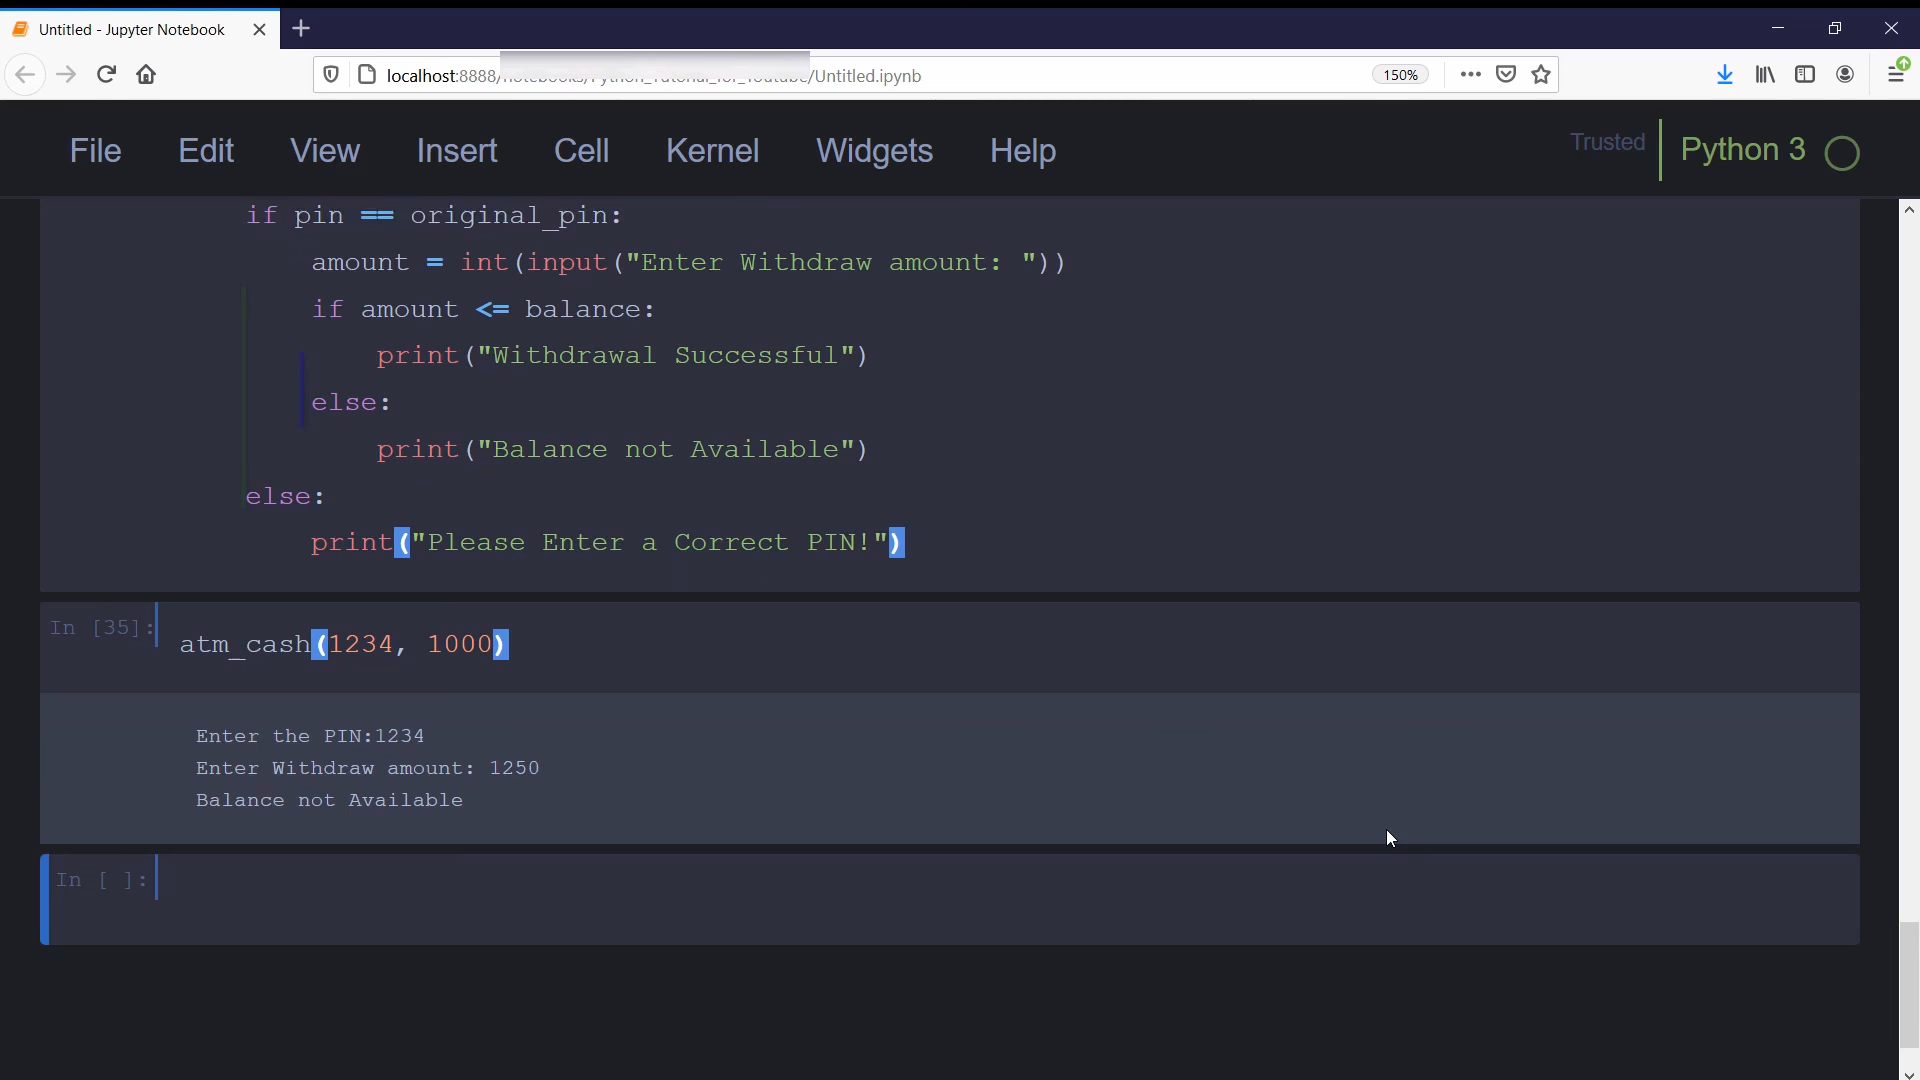 Untitled - Jupyter Notebook
localhost:8888/notebooks/Python_Tutorial_for_Youtube/Untitled.ipynb
150%
File Edit View Insert Cell Kernel Widgets Help Trusted Python 3
if pin == original_pin:
amount = int(input("Enter Withdraw amount: "))
if amount <= balance:
print("Withdrawal Successful")
else:
print("Balance not Available")
else:
print("Please Enter a Correct PIN!")
In [35]: atm_cash(1234, 1000)
Enter the PIN:1234
Enter Withdraw amount: 1250
Balance not Available
In [ ]: